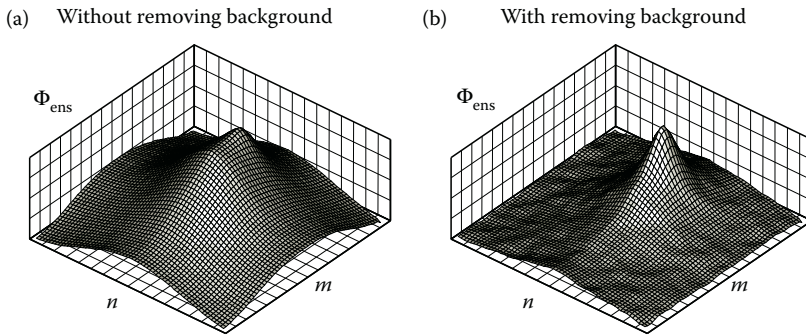 (a) Without removing background
Φens
n
m
(b) With removing background
Φens
n
m